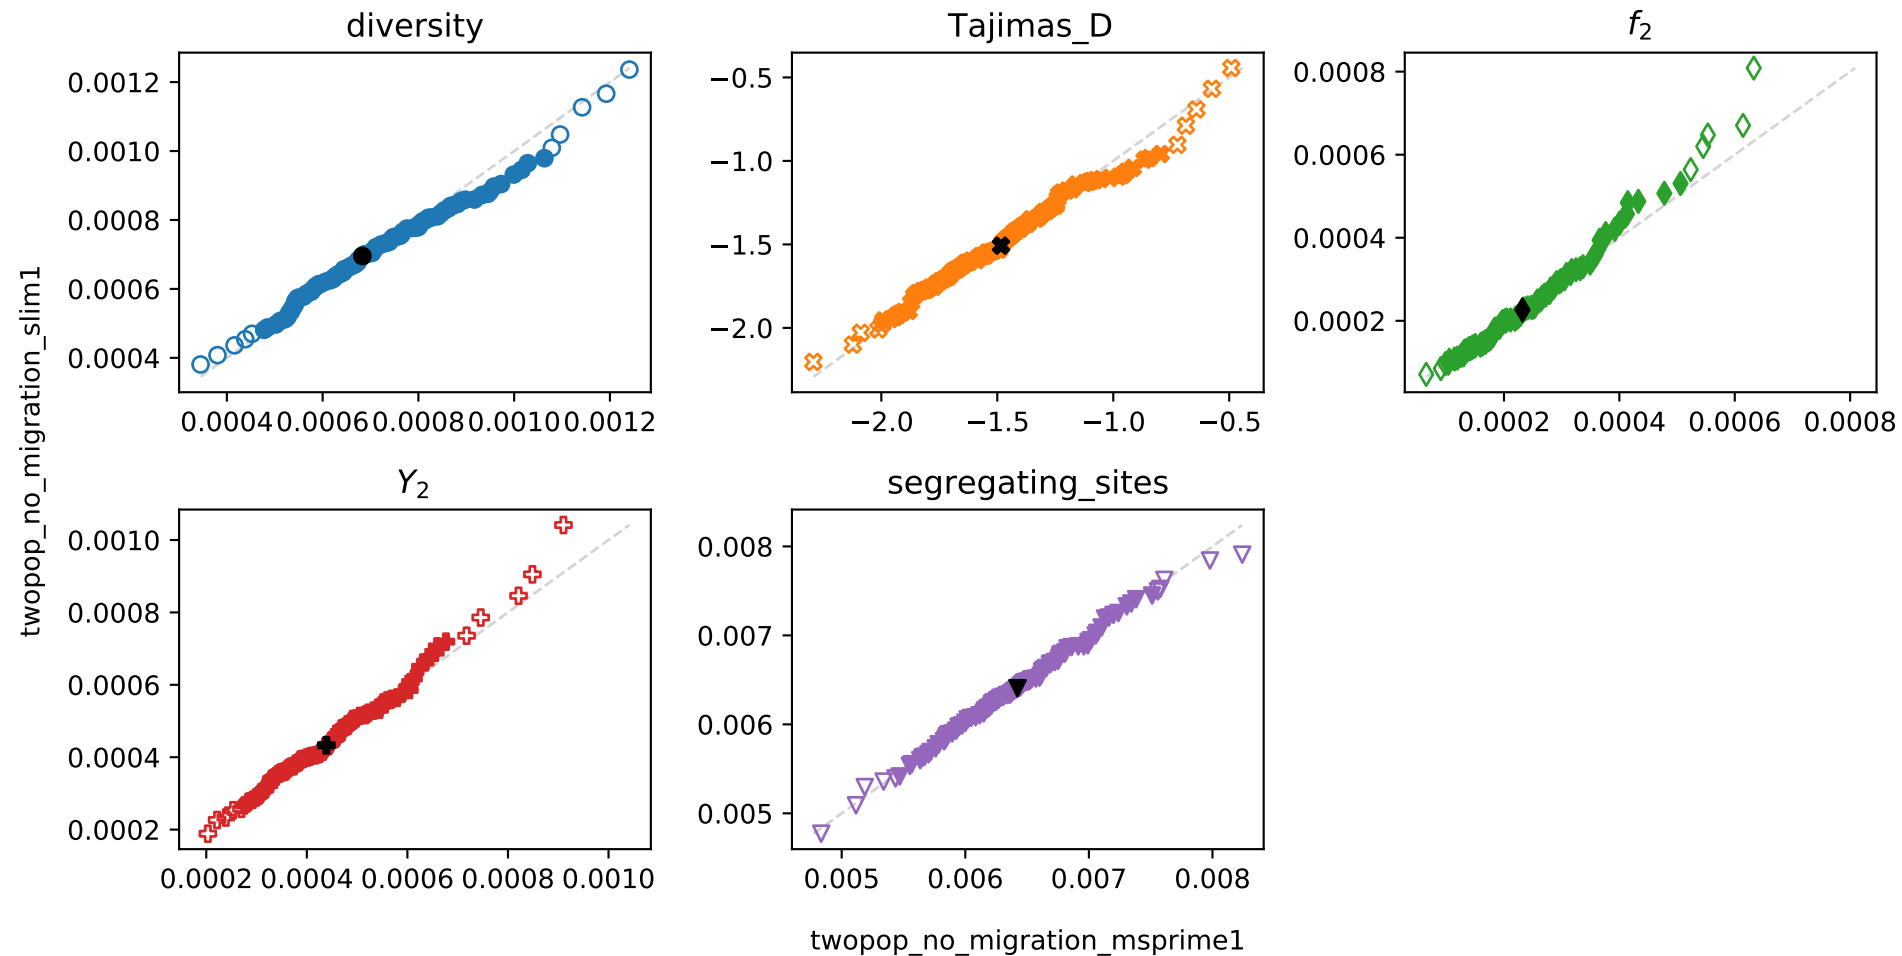 diversity
Tajimas_D
f2
0.0012
0.0010
0.0008
0.0006
0.0004
0.0004 0.0006 0.0008 0.0010 0.0012
−0.5
−1.0
−1.5
−2.0
−2.0 −1.5 −1.0 −0.5
0.0008
0.0006
0.0004
0.0002
0.0002 0.0004 0.0006 0.0008
twopop_no_migration_slim1
Y2
segregating_sites
0.0010
0.0008
0.0006
0.0004
0.0002
0.0002 0.0004 0.0006 0.0008 0.0010
0.008
0.007
0.006
0.005
0.005 0.006 0.007 0.008
twopop_no_migration_msprime1